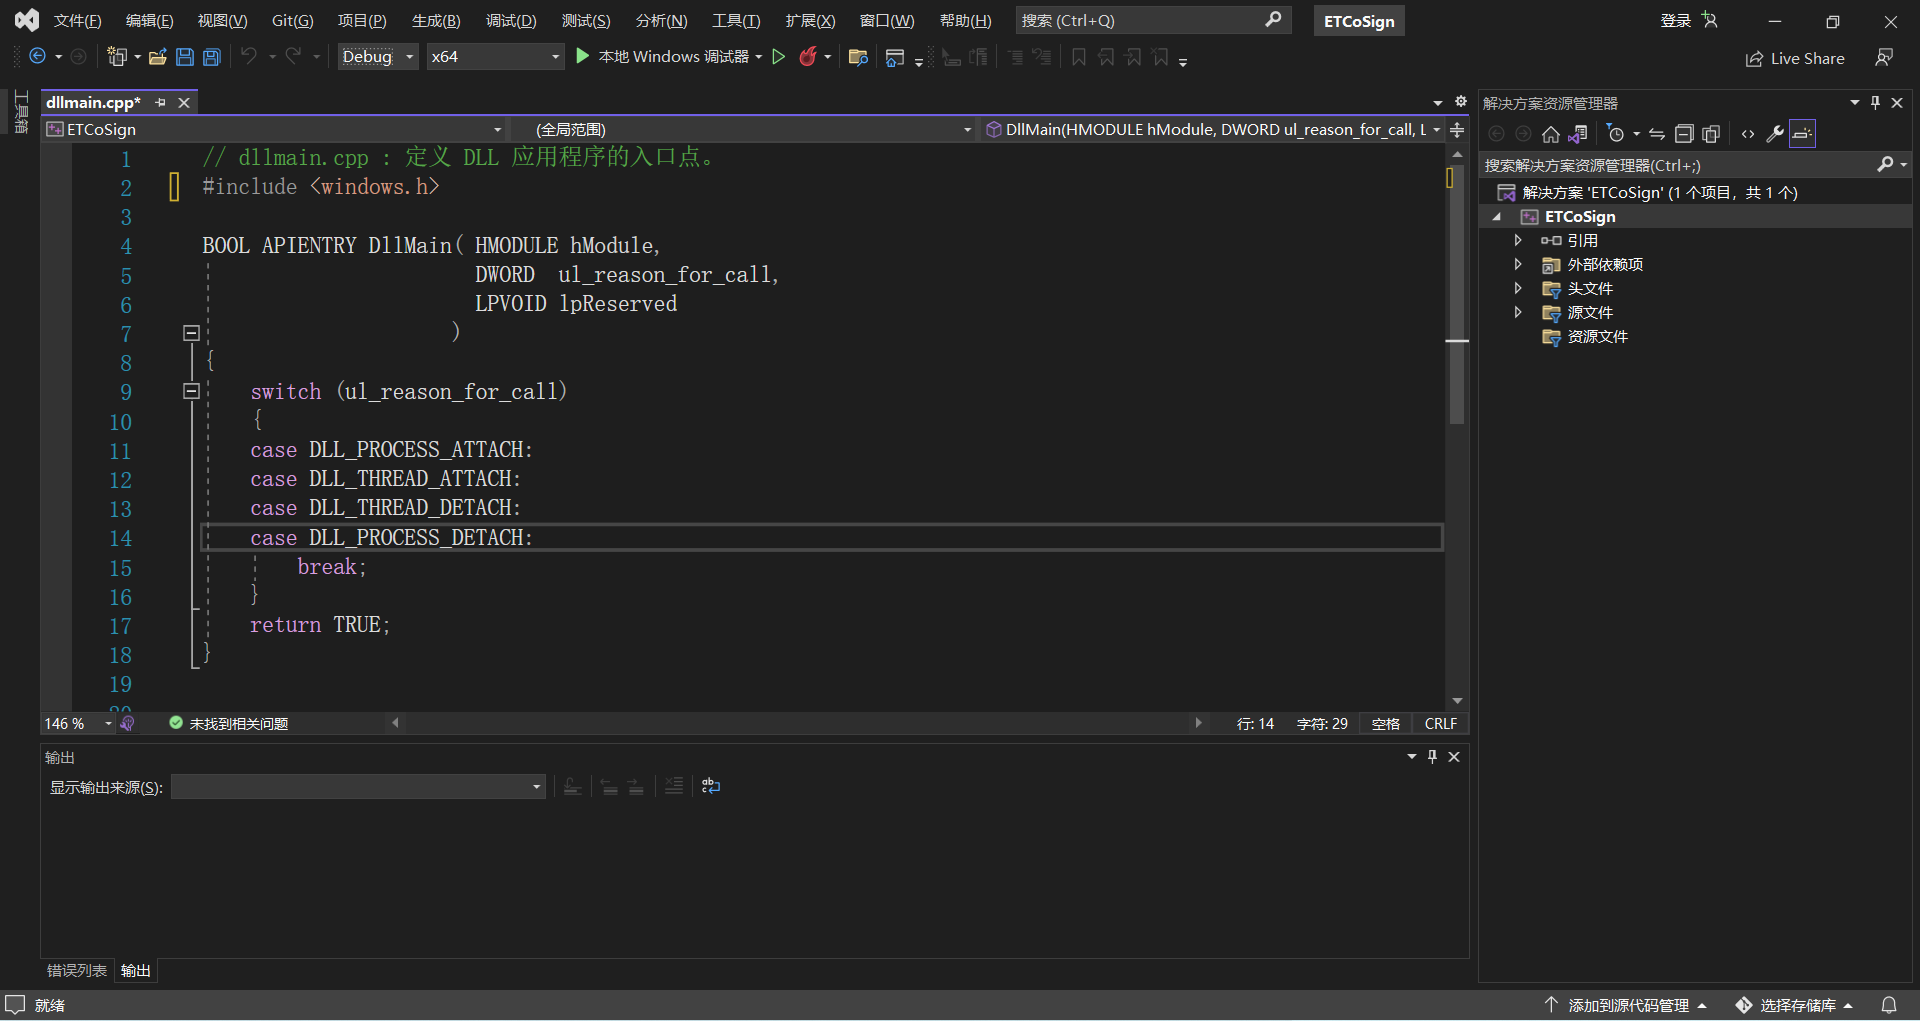 文件(F) 编辑(E) 视图(V) Git(G) 项目(P) 生成(B) 调试(D) 测试(S) 分析(N) 工具(T) 扩展(X) 窗口(W) 帮助(H) 搜索 (Ctrl+Q) ETCoSign 登录
Debug x64 本地 Windows 调试器 Live Share
工具箱
dllmain.cpp*
ETCoSign (全局范围) DllMain(HMODULE hModule, DWORD ul_reason_for_call, L
1 // dllmain.cpp : 定义 DLL 应用程序的入口点。
2 #include <windows.h>
3
4 BOOL APIENTRY DllMain( HMODULE hModule,
5 DWORD  ul_reason_for_call,
6 LPVOID lpReserved
7 )
8 {
9 switch (ul_reason_for_call)
10 {
11 case DLL_PROCESS_ATTACH:
12 case DLL_THREAD_ATTACH:
13 case DLL_THREAD_DETACH:
14 case DLL_PROCESS_DETACH:
15 break;
16 }
17 return TRUE;
18 }
19
20
146 % 未找到相关问题 行: 14 字符: 29 空格 CRLF
输出
显示输出来源(S):
错误列表 输出
解决方案资源管理器
搜索解决方案资源管理器(Ctrl+;)
解决方案 'ETCoSign' (1 个项目，共 1 个)
ETCoSign
引用
外部依赖项
头文件
源文件
资源文件
就绪 添加到源代码管理 选择存储库